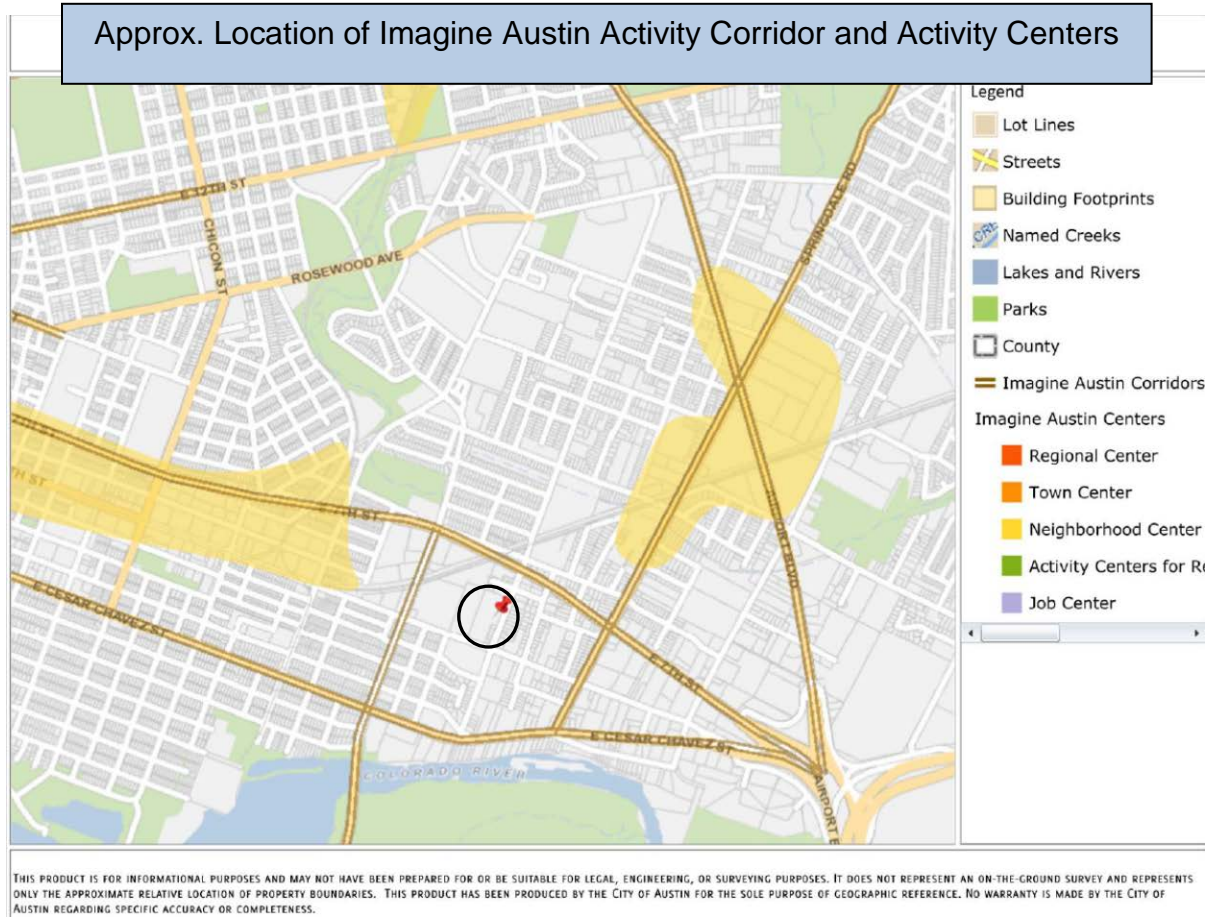 Approx. Location of Imagine Austin Activity Corridor and Activity Centers
Legend
Lot Lines
Streets
Building Footprints
Named Creeks
Lakes and Rivers
Parks
County
Imagine Austin Corridors
Imagine Austin Centers
Regional Center
Town Center
Neighborhood Center
Activity Centers for Re
Job Center
E 12TH ST
CHICON ST
ROSEWOOD AVE
SPRINGDALE RD
E 7TH ST
E CESAR CHAVEZ ST
E 7TH ST
E CESAR CHAVEZ ST
COLORADO RIVER
THIS PRODUCT IS FOR INFORMATIONAL PURPOSES AND MAY NOT HAVE BEEN PREPARED FOR OR BE SUITABLE FOR LEGAL, ENGINEERING, OR SURVEYING PURPOSES. IT DOES NOT REPRESENT AN ON-THE-GROUND SURVEY AND REPRESENTS
ONLY THE APPROXIMATE RELATIVE LOCATION OF PROPERTY BOUNDARIES. THIS PRODUCT HAS BEEN PRODUCED BY THE CITY OF AUSTIN FOR THE SOLE PURPOSE OF GEOGRAPHIC REFERENCE. NO WARRANTY IS MADE BY THE CITY OF
AUSTIN REGARDING SPECIFIC ACCURACY OR COMPLETENESS.